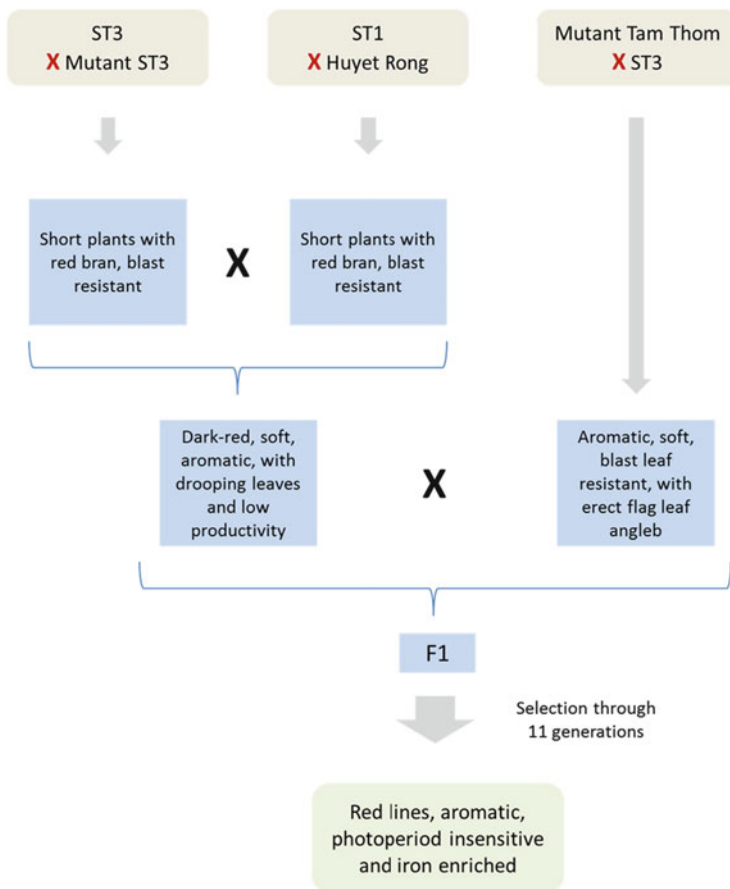 ST3
X Mutant ST3
ST1
X Huyet Rong
Mutant Tam Thom
X ST3
Short plants with
red bran, blast
resistant
X
Short plants with
red bran, blast
resistant
Dark-red, soft,
aromatic, with
drooping leaves
and low
productivity
X
Aromatic, soft,
blast leaf
resistant, with
erect flag leaf
angleb
F1
Selection through
11 generations
Red lines, aromatic,
photoperiod insensitive
and iron enriched